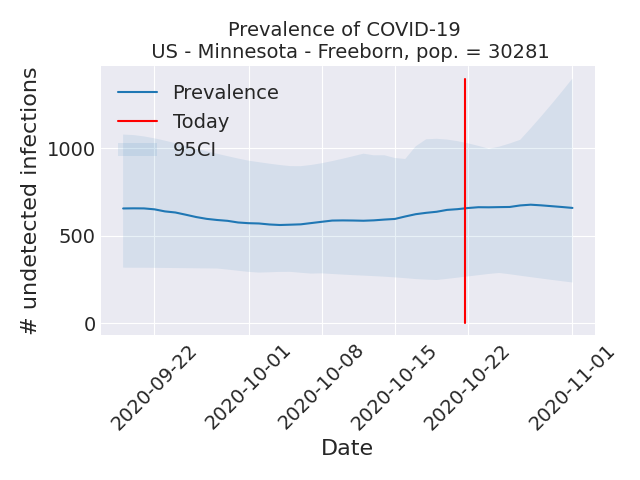 Prevalence of COVID-19
US - Minnesota - Freeborn, pop. = 30281
# undetected infections
1000
500
0
Prevalence
Today
95CI
2020-09-22
2020-10-01
2020-10-08
2020-10-15
2020-10-22
2020-11-01
Date